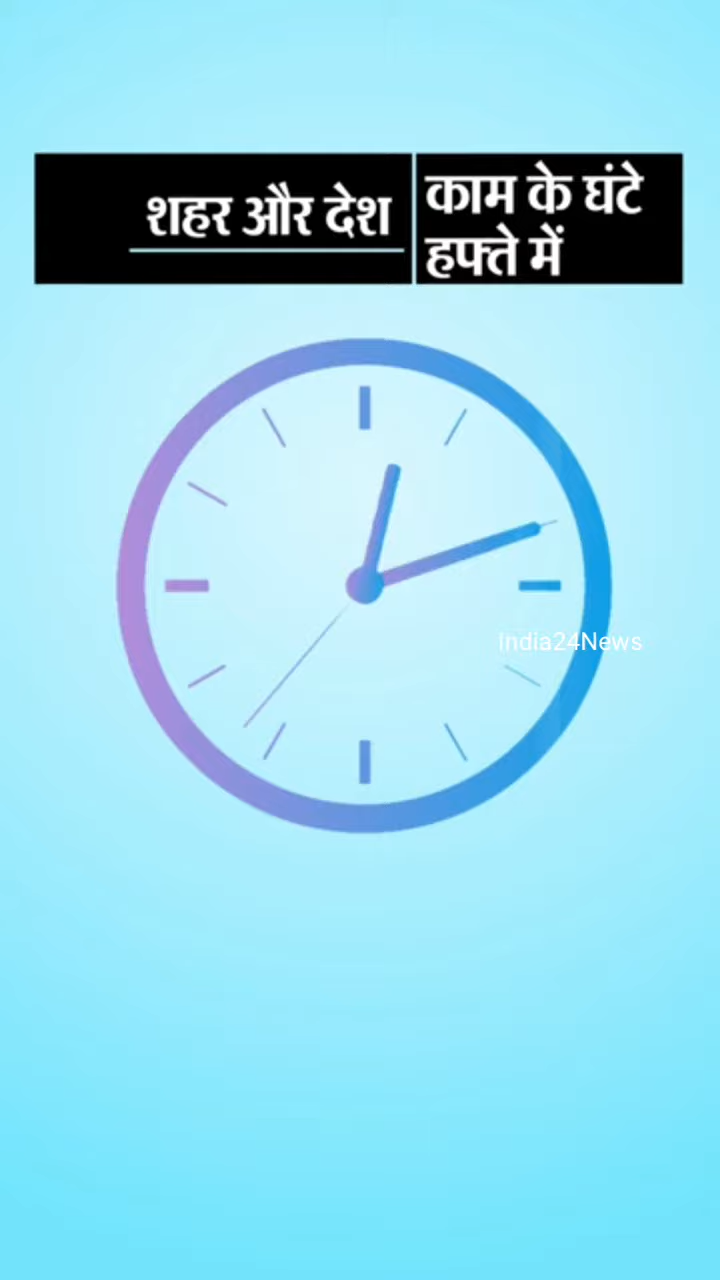 शहर और देश
काम के घंटे
हफ्ते में
India24News